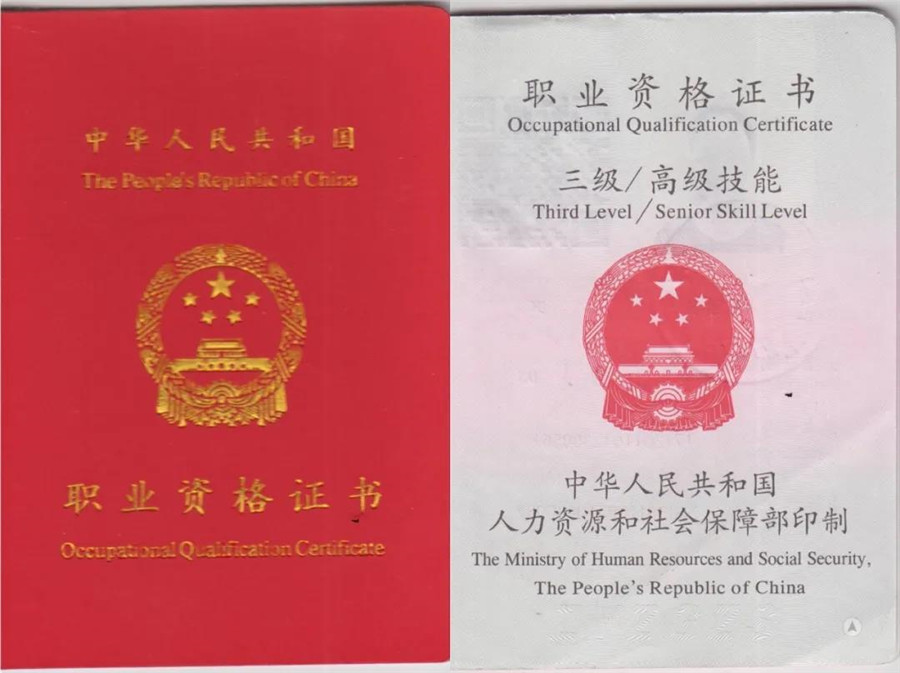 中华人民共和国
The People's Republic of China
职业资格证书
Occupational Qualification Certificate
职业资格证书
Occupational Qualification Certificate
三级/高级技能
Third Level/Senior Skill Level
中华人民共和国
人力资源和社会保障部印制
The Ministry of Human Resources and Social Security,
The People's Republic of China